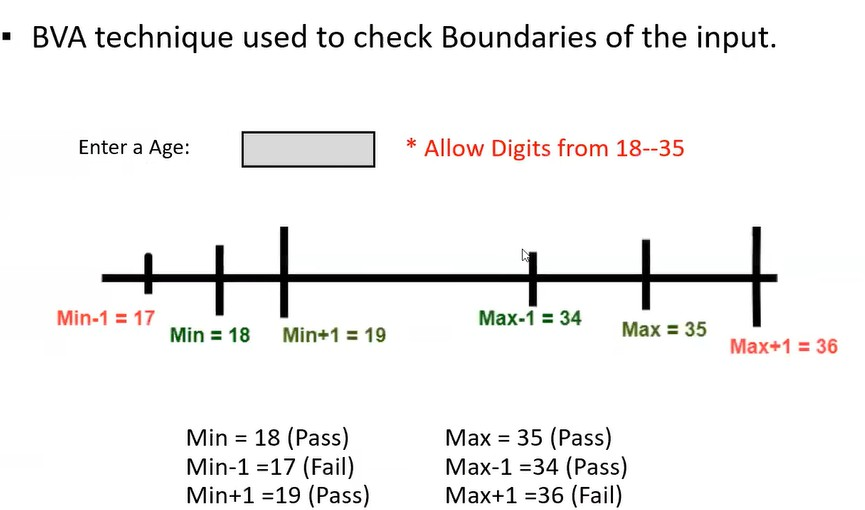 ▪ BVA technique used to check Boundaries of the input.
Enter a Age: * Allow Digits from 18--35
Min-1 = 17
Min = 18
Min+1 = 19
Max-1 = 34
Max = 35
Max+1 = 36
Min = 18 (Pass)
Min-1 =17 (Fail)
Min+1 =19 (Pass)
Max = 35 (Pass)
Max-1 =34 (Pass)
Max+1 =36 (Fail)